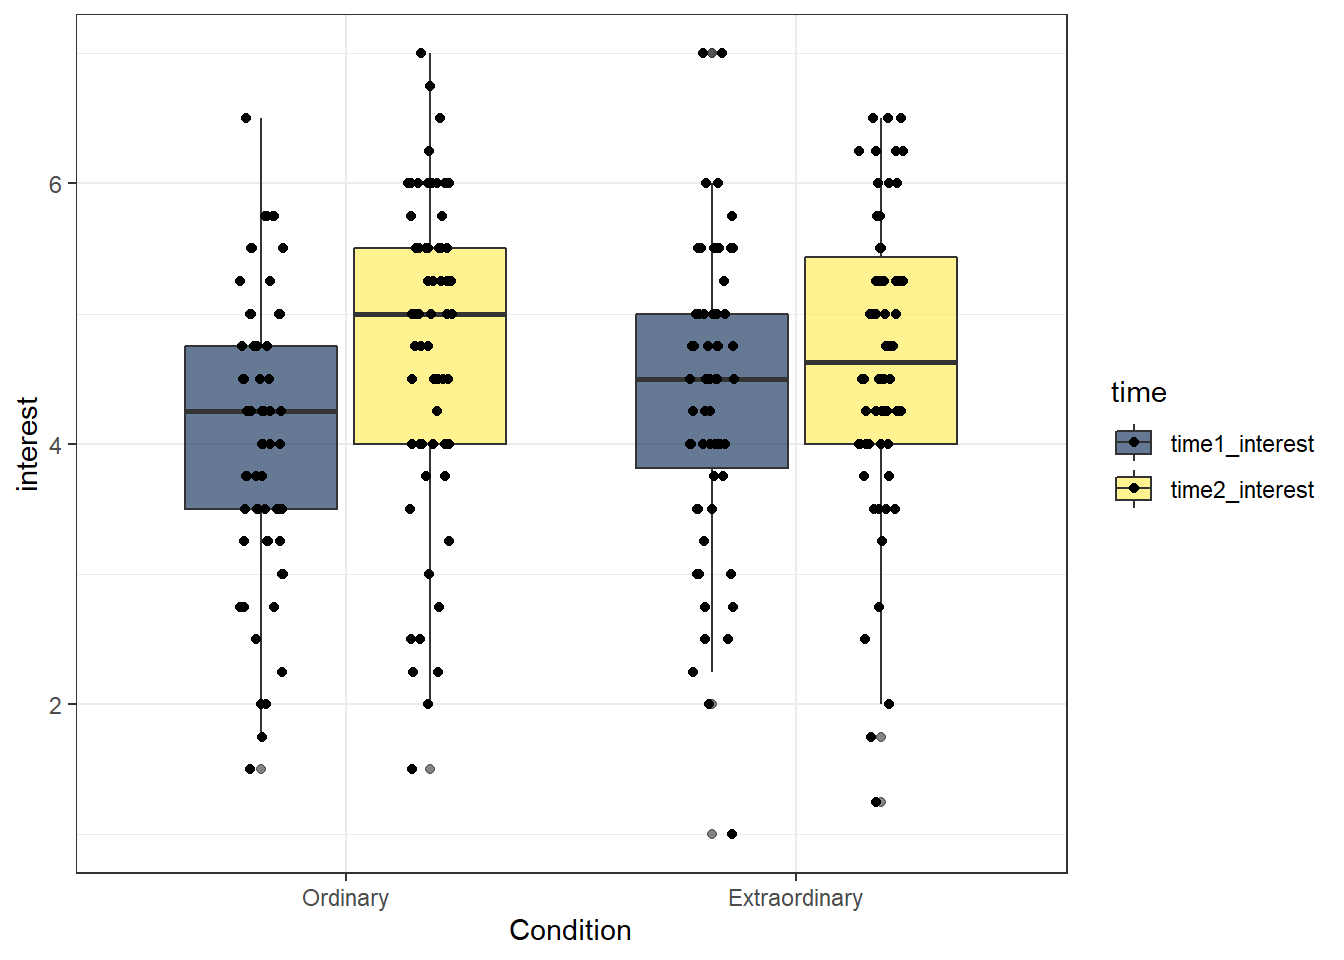 interest
6
4
2
Ordinary
Extraordinary
Condition
time
time1_interest
time2_interest